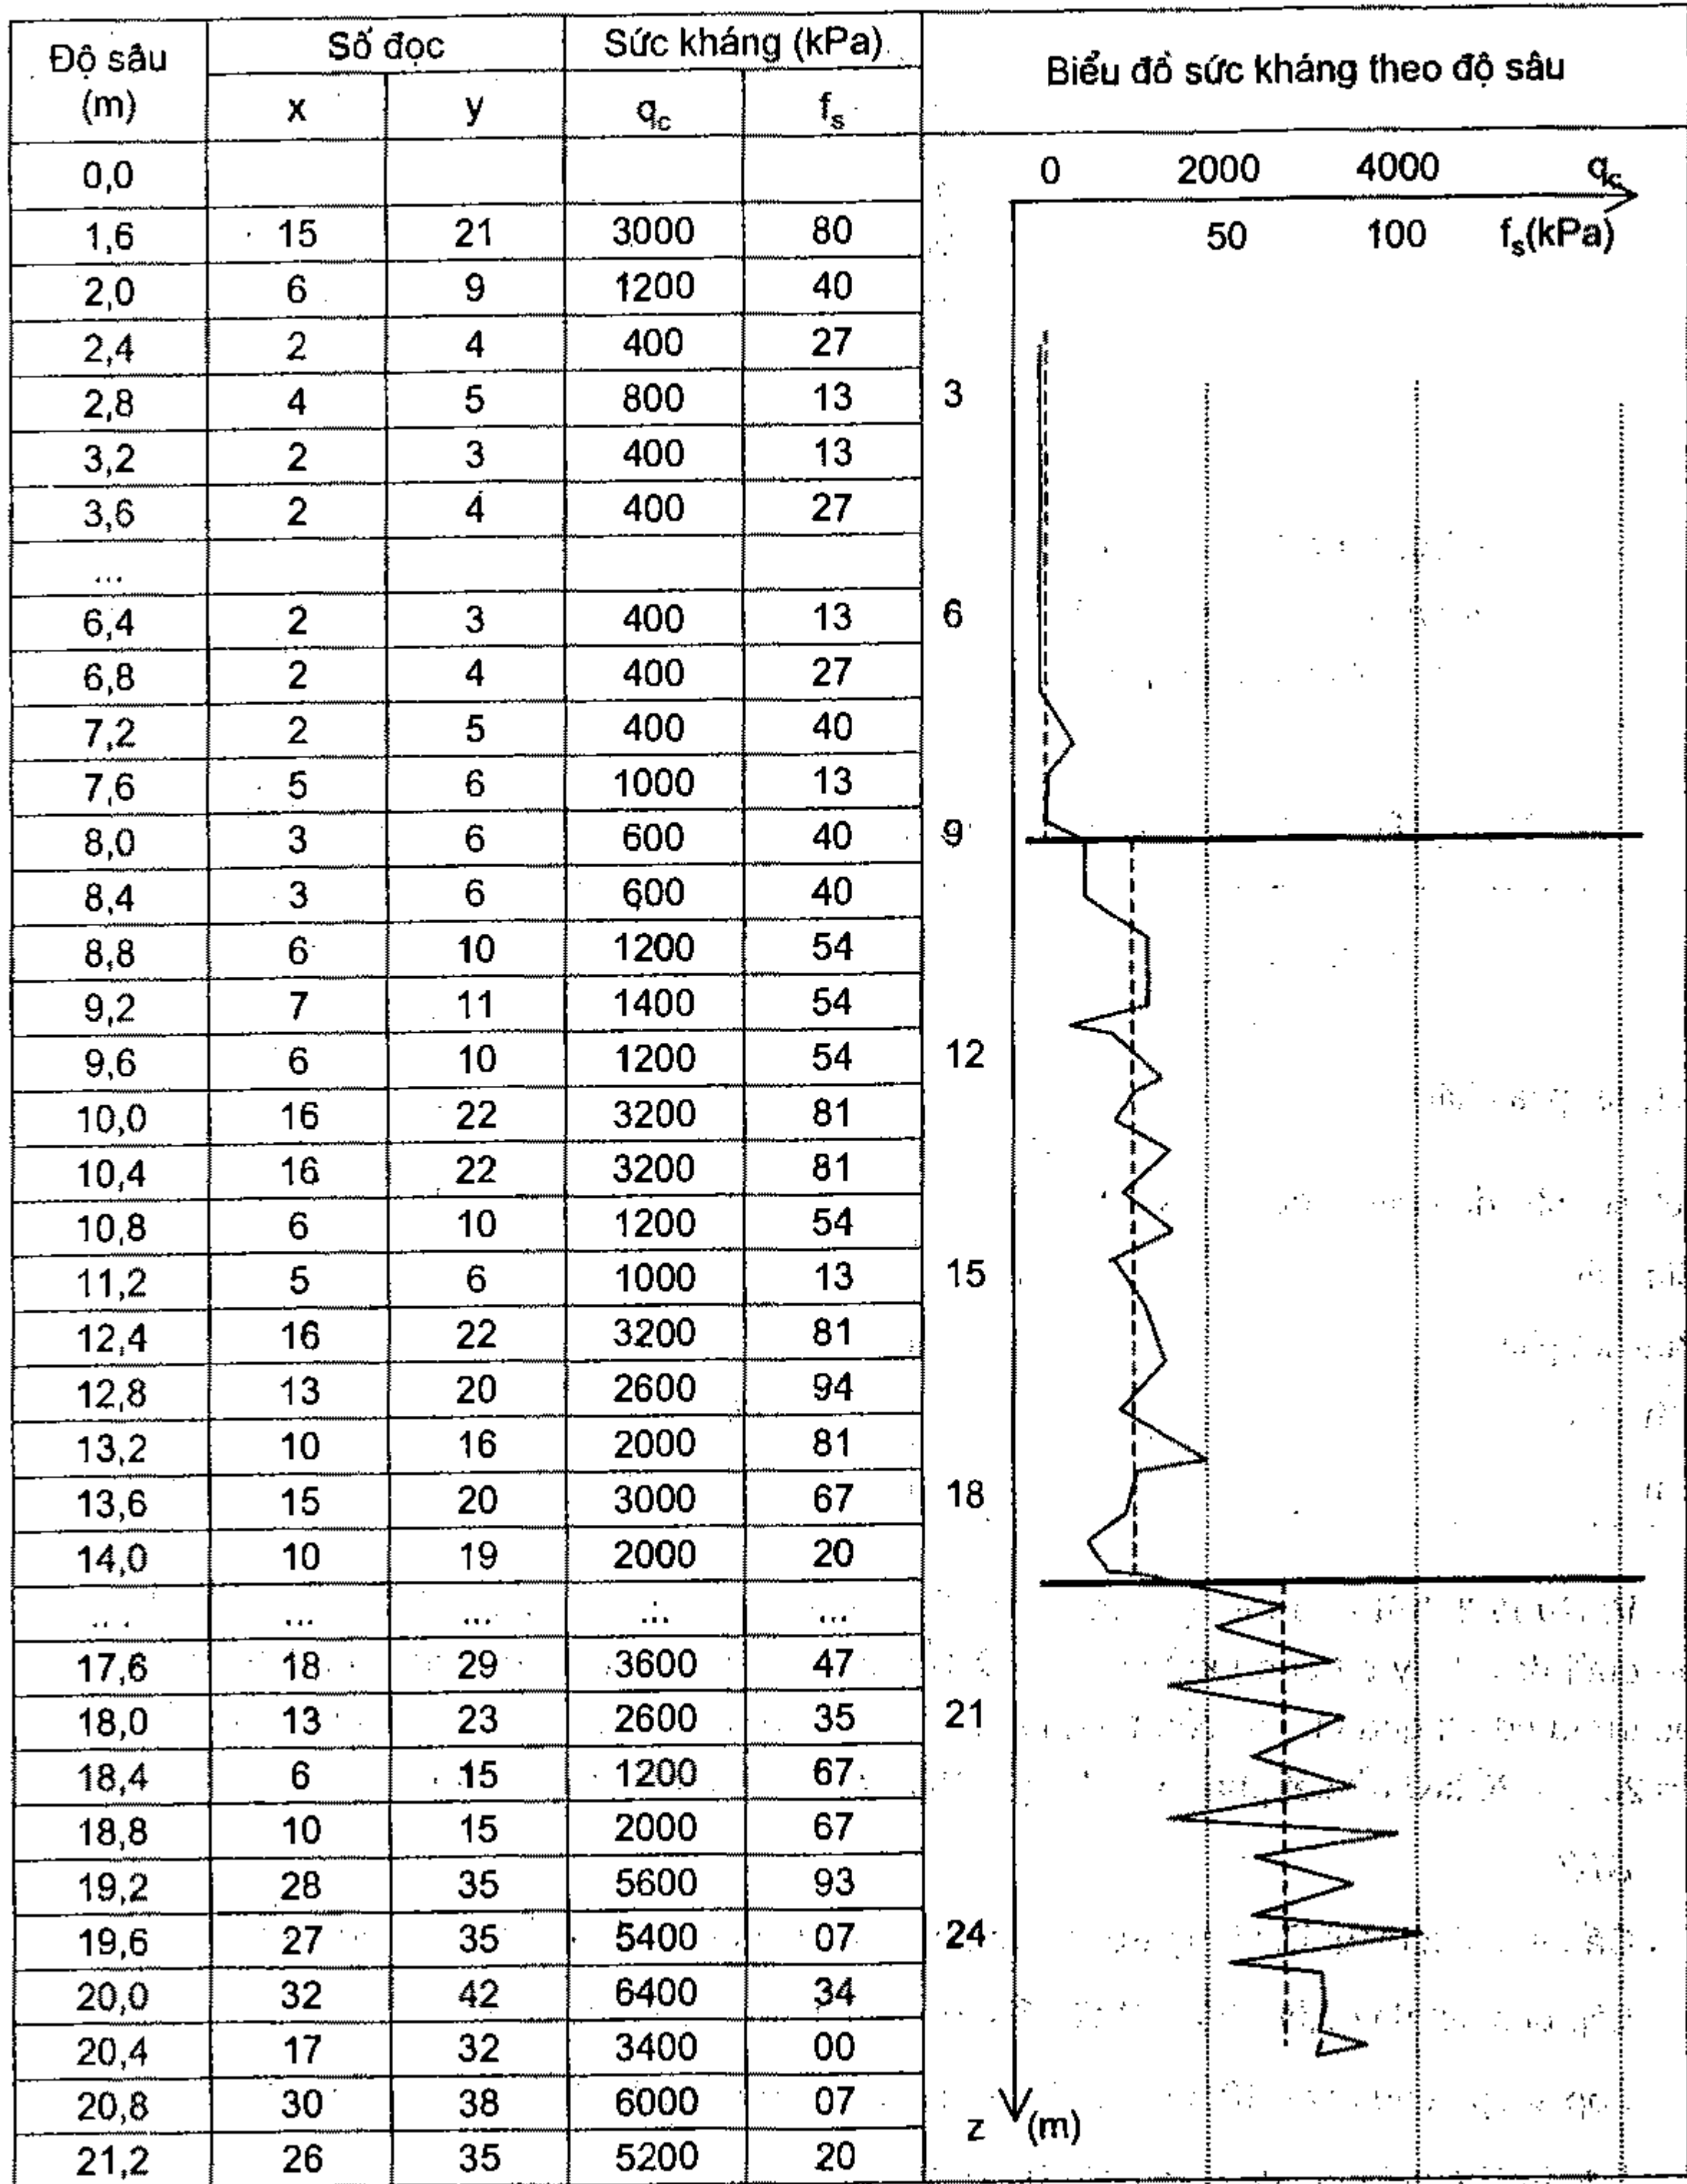 Độ sâu (m) Số đọc Sức kháng (kPa) Biểu đồ sức kháng theo độ sâu
x y qc fs
0,0
1,6 15 21 3000 80
2,0 6 9 1200 40
2,4 2 4 400 27
2,8 4 5 800 13
3,2 2 3 400 13
3,6 2 4 400 27
...
6,4 2 3 400 13
6,8 2 4 400 27
7,2 2 5 400 40
7,6 5 6 1000 13
8,0 3 6 600 40
8,4 3 6 600 40
8,8 6 10 1200 54
9,2 7 11 1400 54
9,6 6 10 1200 54
10,0 16 22 3200 81
10,4 16 22 3200 81
10,8 6 10 1200 54
11,2 5 6 1000 13
12,4 16 22 3200 81
12,8 13 20 2600 94
13,2 10 16 2000 81
13,6 15 20 3000 67
14,0 10 19 2000 20
... ... ... ... ...
17,6 18 29 3600 47
18,0 13 23 2600 35
18,4 6 15 1200 67
18,8 10 15 2000 67
19,2 28 35 5600 93
19,6 27 35 5400 07
20,0 32 42 6400 34
20,4 17 32 3400 00
20,8 30 38 6000 07
21,2 26 35 5200 20
0 2000 4000 qc
50 100 fs(kPa)
3
6
9
12
15
18
21
24
z (m)